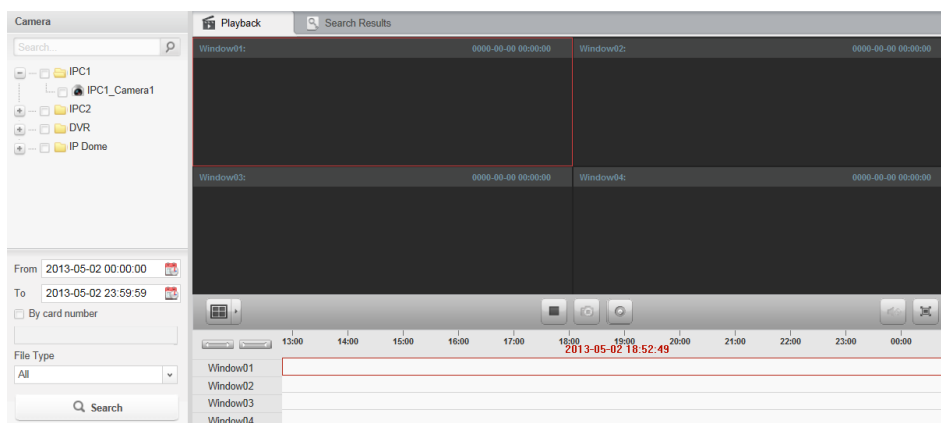 Camera
Playback
Search Results
Search...
IPC1
IPC1_Camera1
IPC2
DVR
IP Dome
Window01: 0000-00-00 00:00:00
Window02: 0000-00-00 00:00:00
Window03: 0000-00-00 00:00:00
Window04: 0000-00-00 00:00:00
From 2013-05-02 00:00:00
To 2013-05-02 23:59:59
By card number
File Type
All
Search
13:00 14:00 15:00 16:00 17:00 18:00 19:00 20:00 21:00 22:00 23:00 00:00
2013-05-02 18:52:49
Window01
Window02
Window03
Window04